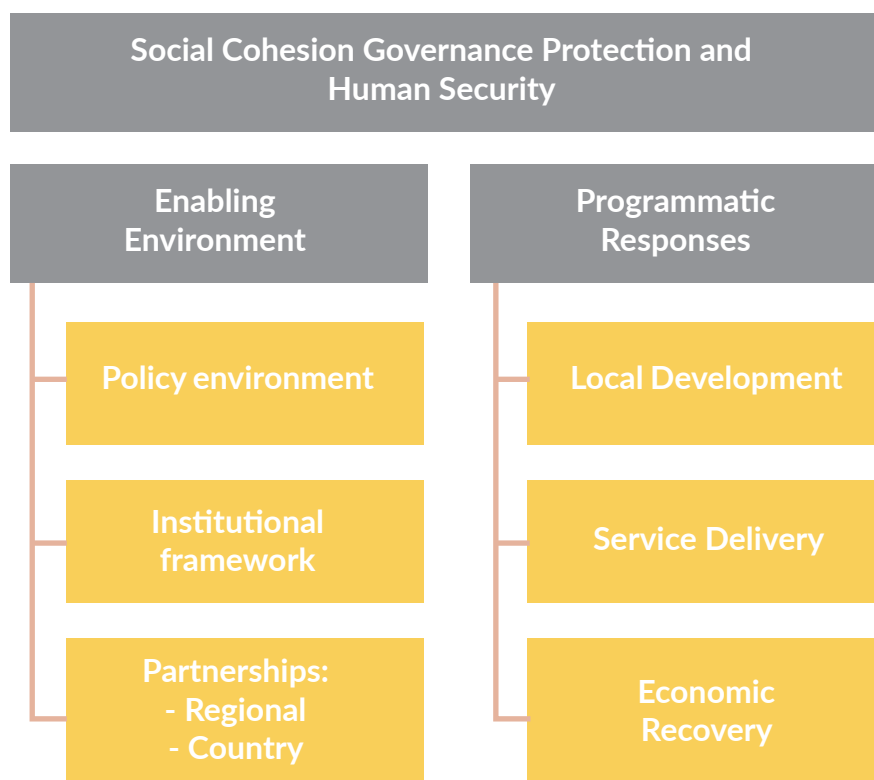 Social Cohesion Governance Protection and
Human Security
Enabling
Environment
Policy environment
Institutional
framework
Partnerships:
- Regional
- Country
Programmatic
Responses
Local Development
Service Delivery
Economic
Recovery